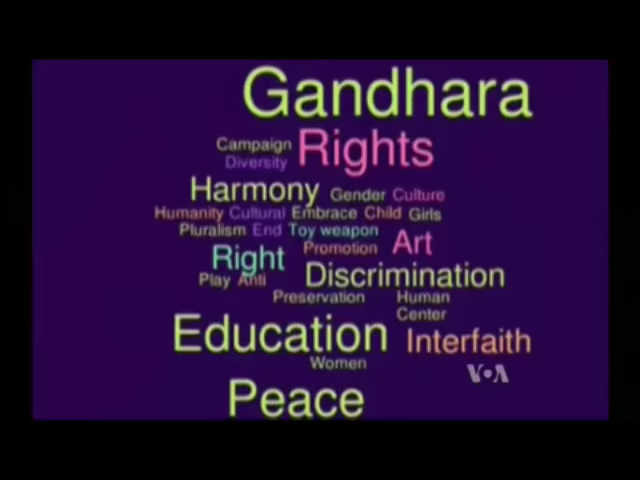 Gandhara
Campaign Rights
Diversity
Harmony Gender Culture
Humanity Cultural Embrace Child Girls
Pluralism End Toy weapon
Right Promotion Art
Play Anti Discrimination
Preservation Human
Center
Education Interfaith
Women
VOA
Peace